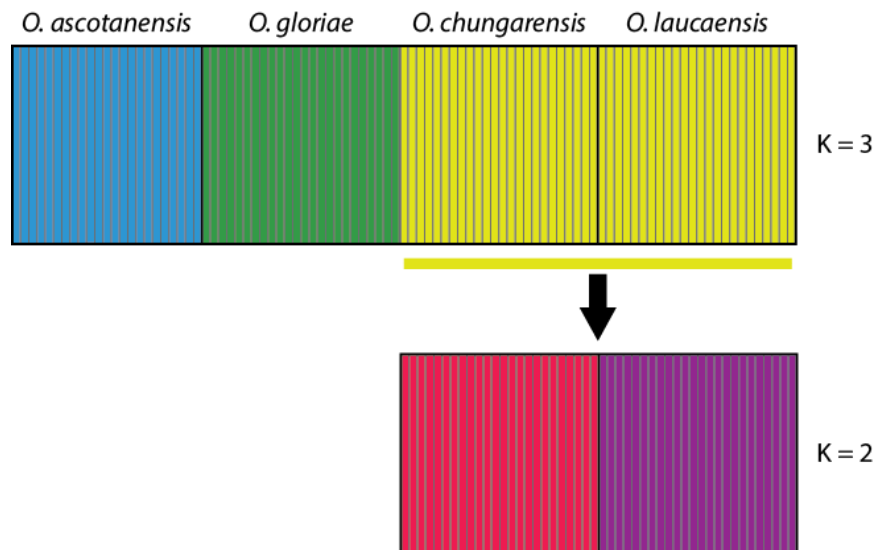 O. ascotanensis O. gloriae O. chungarensis O. laucaensis
K = 3
K = 2